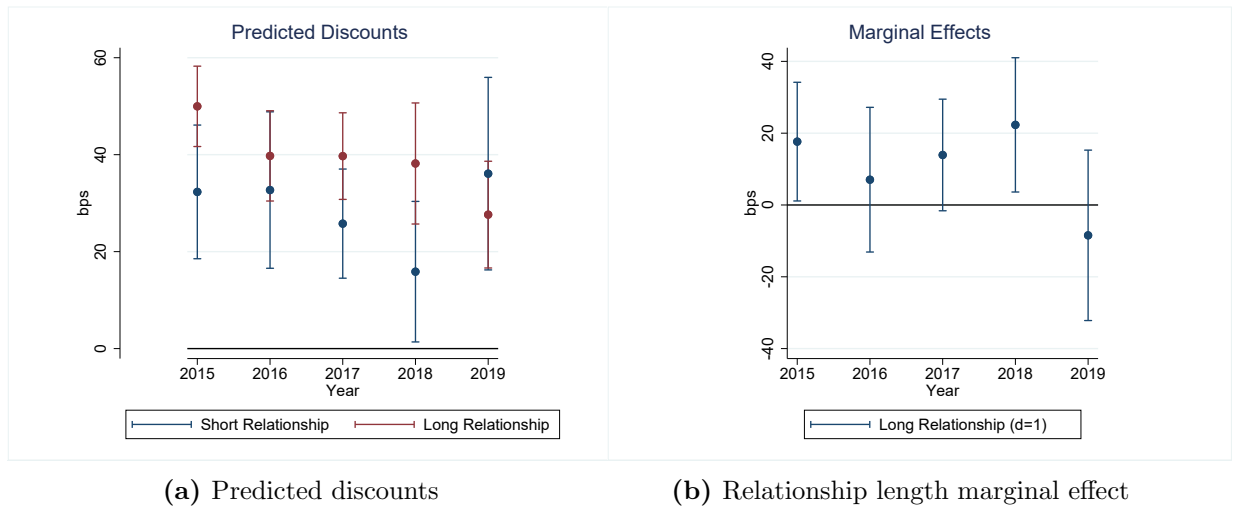 Predicted Discounts
60
40
20
0
bps
2015 2016 2017 2018 2019
Year
Short Relationship Long Relationship
(a) Predicted discounts
Marginal Effects
40
20
0
-20
-40
bps
2015 2016 2017 2018 2019
Year
Long Relationship (d=1)
(b) Relationship length marginal effect